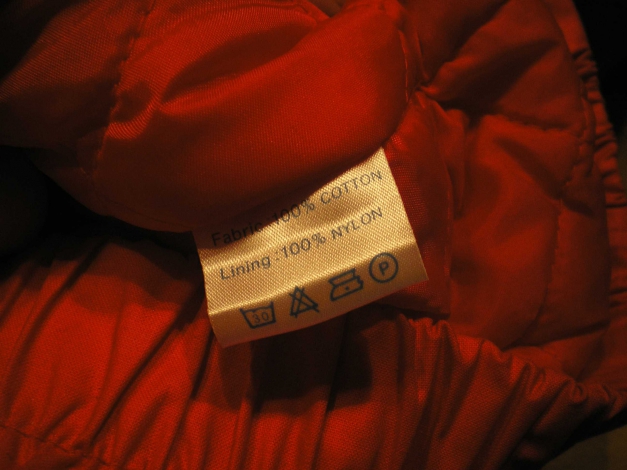 Fabric :100% COTTON
Lining :100% NYLON
30 P